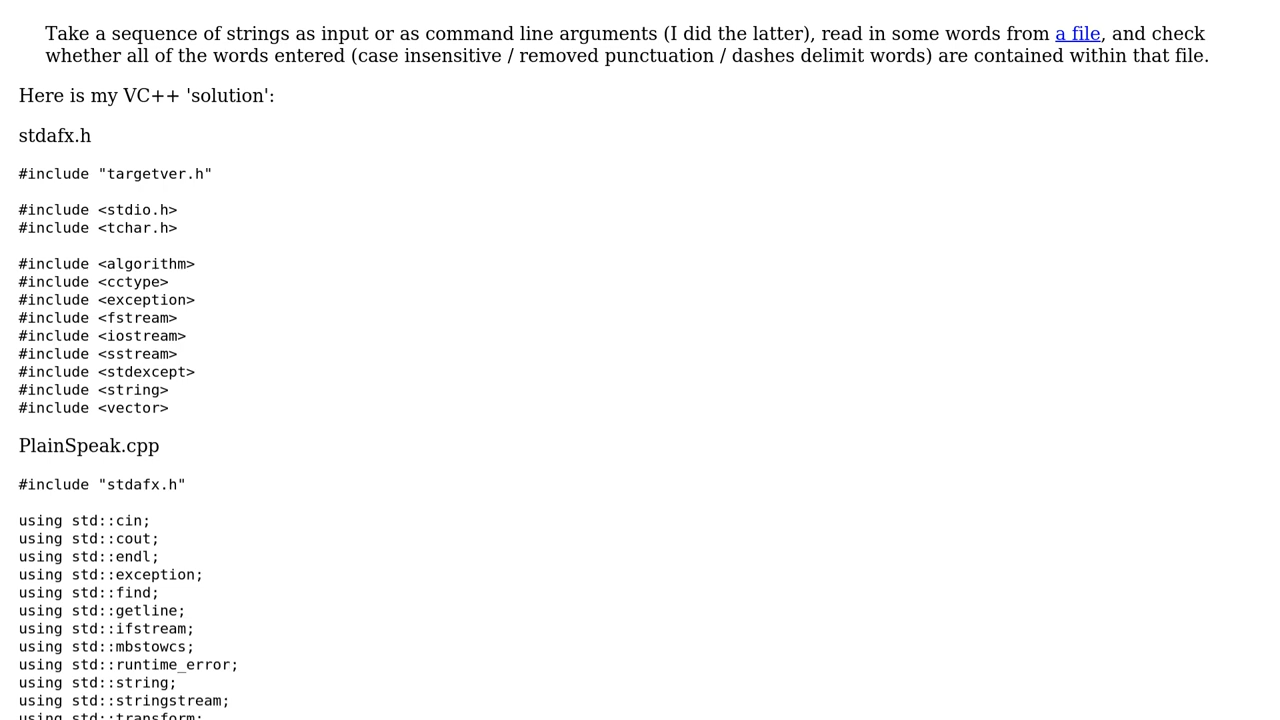 Take a sequence of strings as input or as command line arguments (I did the latter), read in some words from a file, and check
whether all of the words entered (case insensitive / removed punctuation / dashes delimit words) are contained within that file.
Here is my VC++ 'solution':
stdafx.h
#include "targetver.h"
#include <stdio.h>
#include <tchar.h>
#include <algorithm>
#include <cctype>
#include <exception>
#include <fstream>
#include <iostream>
#include <sstream>
#include <stdexcept>
#include <string>
#include <vector>
PlainSpeak.cpp
#include "stdafx.h"
using std::cin;
using std::cout;
using std::endl;
using std::exception;
using std::find;
using std::getline;
using std::ifstream;
using std::mbstowcs;
using std::runtime_error;
using std::string;
using std::stringstream;
using std::transform;